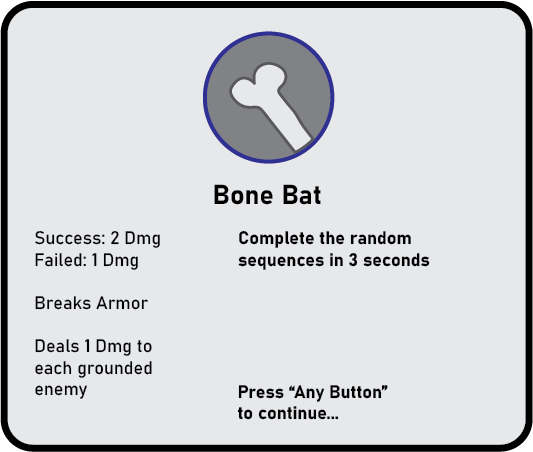 Bone Bat
Success: 2 Dmg
Failed: 1 Dmg
Breaks Armor
Deals 1 Dmg to
each grounded
enemy
Complete the random
sequences in 3 seconds
Press “Any Button”
to continue...